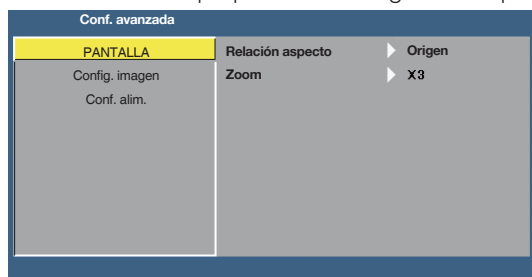 Conf. avanzada
PANTALLA
Relación aspecto Origen
Config. imagen
Zoom X3
Conf. alim.